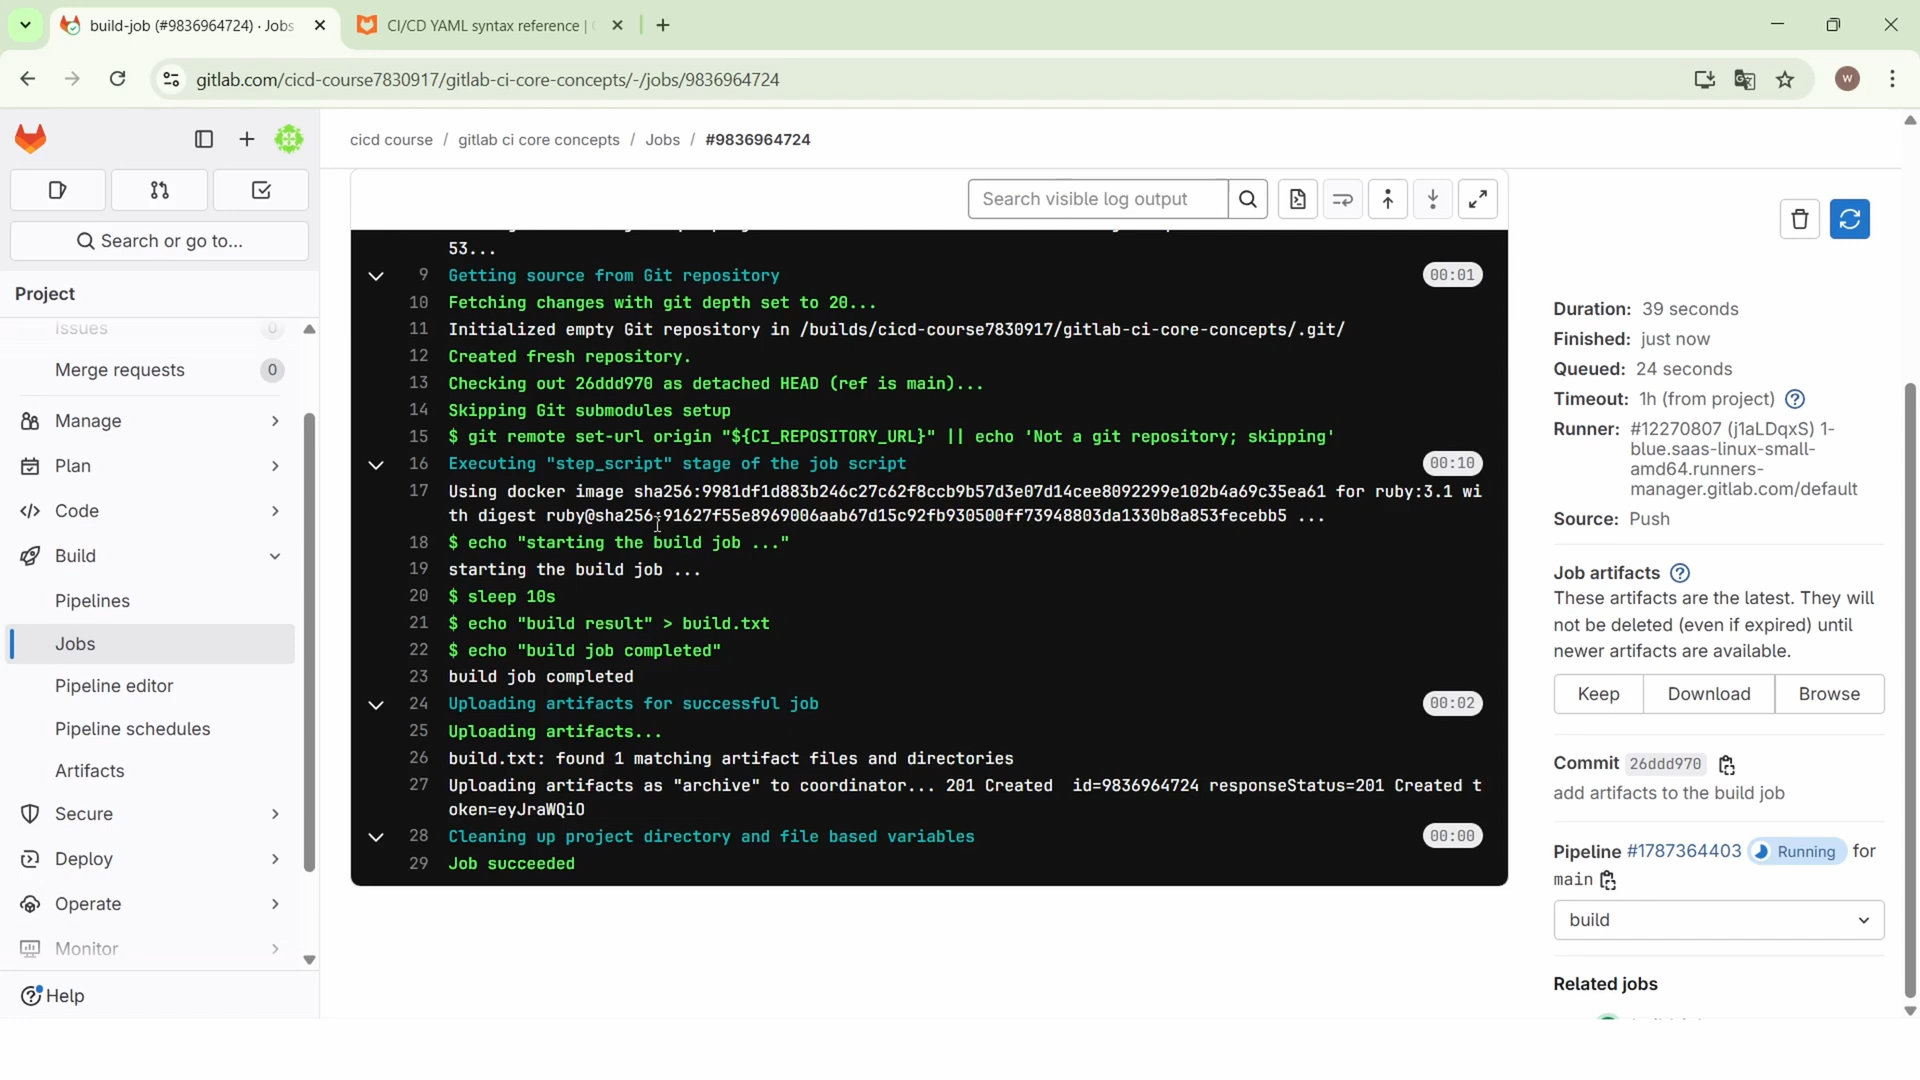 build-job (#9836964724) · Jobs
CI/CD YAML syntax reference |
gitlab.com/cicd-course7830917/gitlab-ci-core-concepts/-/jobs/9836964724
W
cicd course / gitlab ci core concepts / Jobs / #9836964724
Search or go to...
Project
Issues 0
Merge requests 0
Manage
Plan
Code
Build
Pipelines
Jobs
Pipeline editor
Pipeline schedules
Artifacts
Secure
Deploy
Operate
Monitor
Help
Search visible log output
53...
9 Getting source from Git repository 00:01
10 Fetching changes with git depth set to 20...
11 Initialized empty Git repository in /builds/cicd-course7830917/gitlab-ci-core-concepts/.git/
12 Created fresh repository.
13 Checking out 26ddd970 as detached HEAD (ref is main)...
14 Skipping Git submodules setup
15 $ git remote set-url origin "${CI_REPOSITORY_URL}" || echo 'Not a git repository; skipping'
16 Executing "step_script" stage of the job script 00:10
17 Using docker image sha256:9981df1d883b246c27c62f8ccb9b57d3e07d14cee8092299e102b4a69c35ea61 for ruby:3.1 wi
th digest ruby@sha256:91627f55e8969006aab67d15c92fb930500ff73948803da1330b8a853fecebb5 ...
18 $ echo "starting the build job ..."
19 starting the build job ...
20 $ sleep 10s
21 $ echo "build result" > build.txt
22 $ echo "build job completed"
23 build job completed
24 Uploading artifacts for successful job 00:02
25 Uploading artifacts...
26 build.txt: found 1 matching artifact files and directories
27 Uploading artifacts as "archive" to coordinator... 201 Created  id=9836964724 responseStatus=201 Created t
oken=eyJraWQiO
28 Cleaning up project directory and file based variables 00:00
29 Job succeeded
Duration: 39 seconds
Finished: just now
Queued: 24 seconds
Timeout: 1h (from project)
Runner: #12270807 (j1aLDqxS) 1-
blue.saas-linux-small-
amd64.runners-
manager.gitlab.com/default
Source: Push
Job artifacts
These artifacts are the latest. They will
not be deleted (even if expired) until
newer artifacts are available.
Keep Download Browse
Commit 26ddd970
add artifacts to the build job
Pipeline #1787364403 Running for
main
build
Related jobs